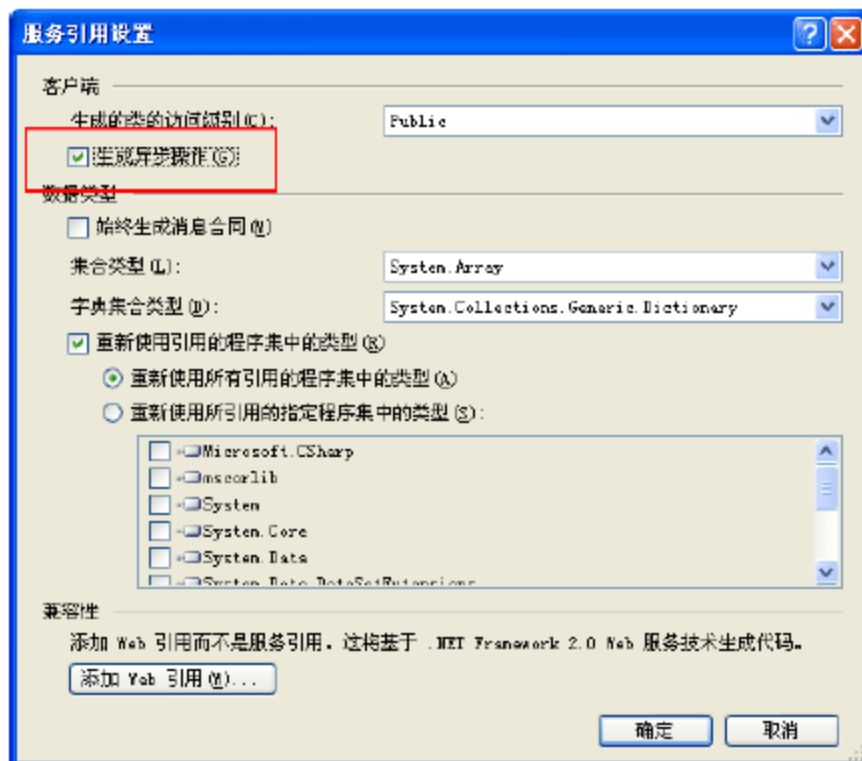 服务引用设置
客户端
生成的类的访问级别(C): Public
生成异步操作(G)
数据类型
始终生成消息合同(W)
集合类型(L): System.Array
字典集合类型(D): System.Collections.Generic.Dictionary
重新使用引用的程序集中的类型(R)
重新使用所有引用的程序集中的类型(A)
重新使用所引用的指定程序集中的类型(S):
Microsoft.CSharp
mscorlib
System
System.Core
System.Data
System.Data.DataSetExtensions
兼容性
添加 Web 引用而不是服务引用。这将基于 .NET Framework 2.0 Web 服务技术生成代码。
添加 Web 引用(W)...
确定 取消